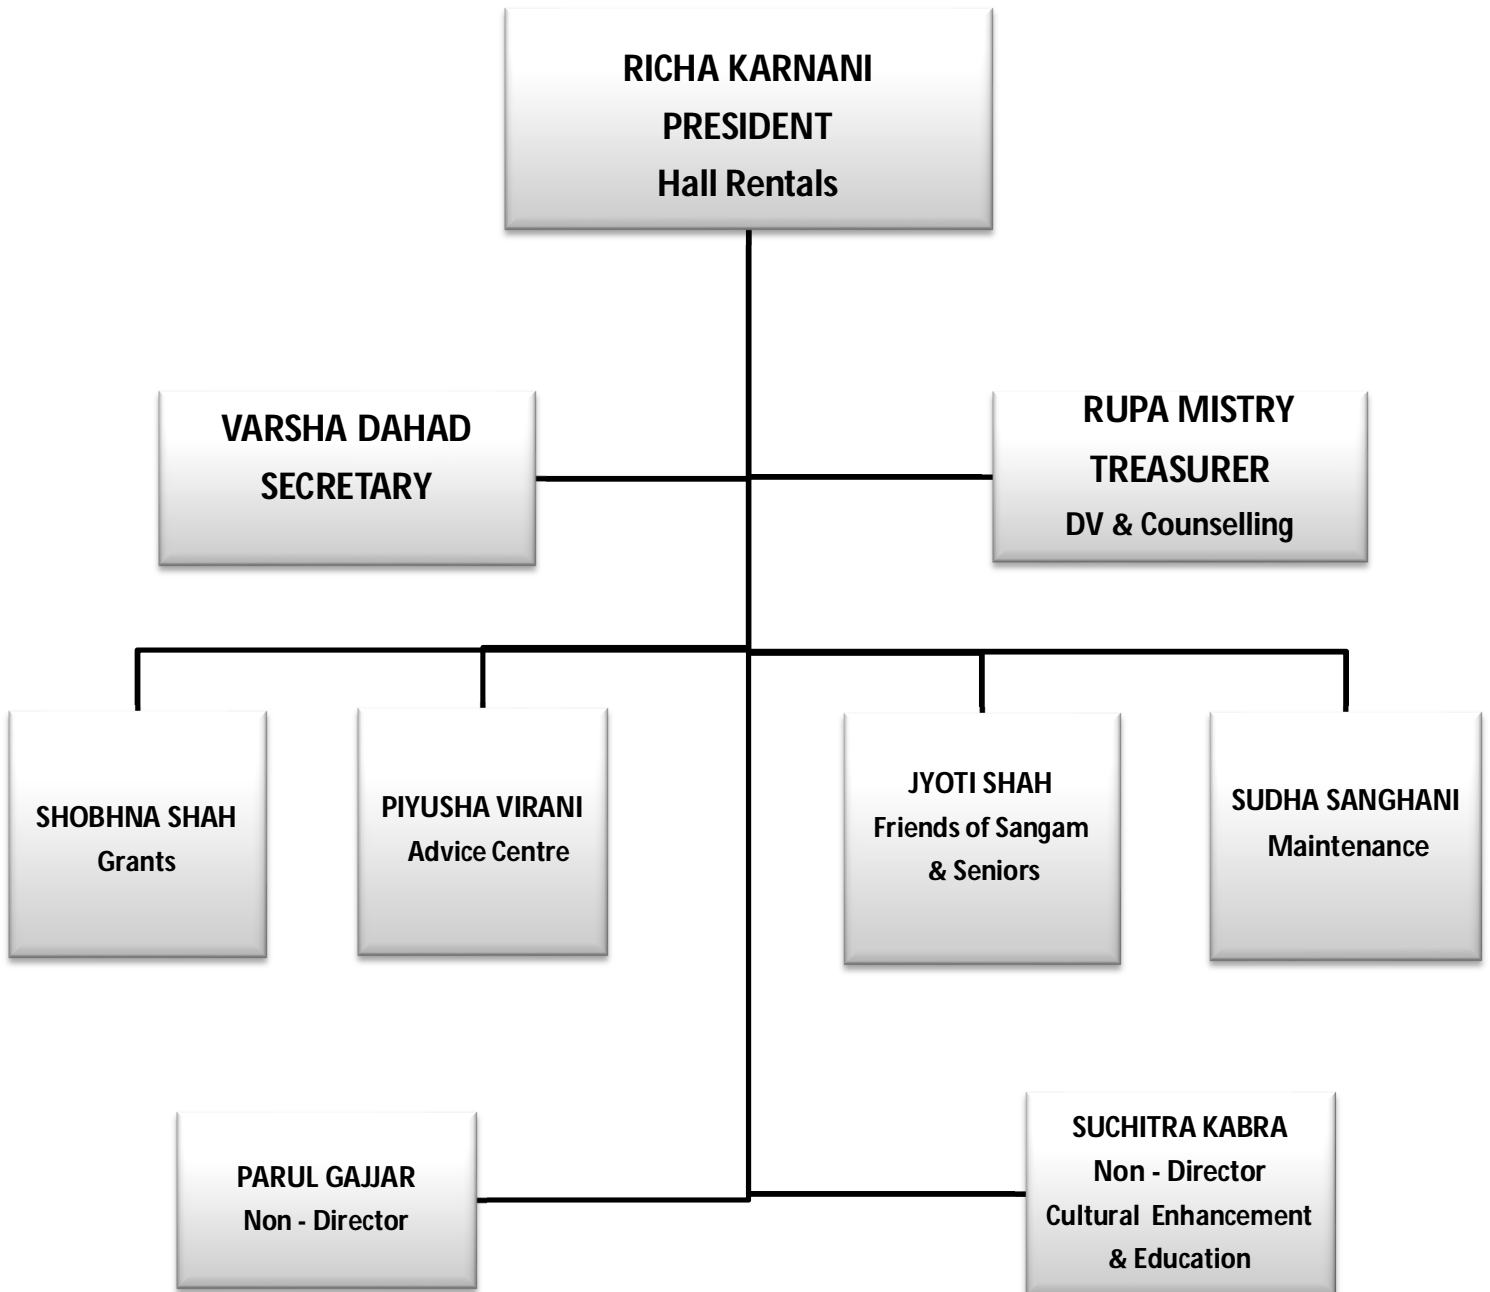 RICHA KARNANI
PRESIDENT
Hall Rentals
VARSHA DAHAD
SECRETARY
RUPA MISTRY
TREASURER
DV & Counselling
SHOBHNA SHAH
Grants
PIYUSHA VIRANI
Advice Centre
JYOTI SHAH
Friends of Sangam
& Seniors
SUDHA SANGHANI
Maintenance
PARUL GAJJAR
Non - Director
SUCHITRA KABRA
Non - Director
Cultural Enhancement
& Education